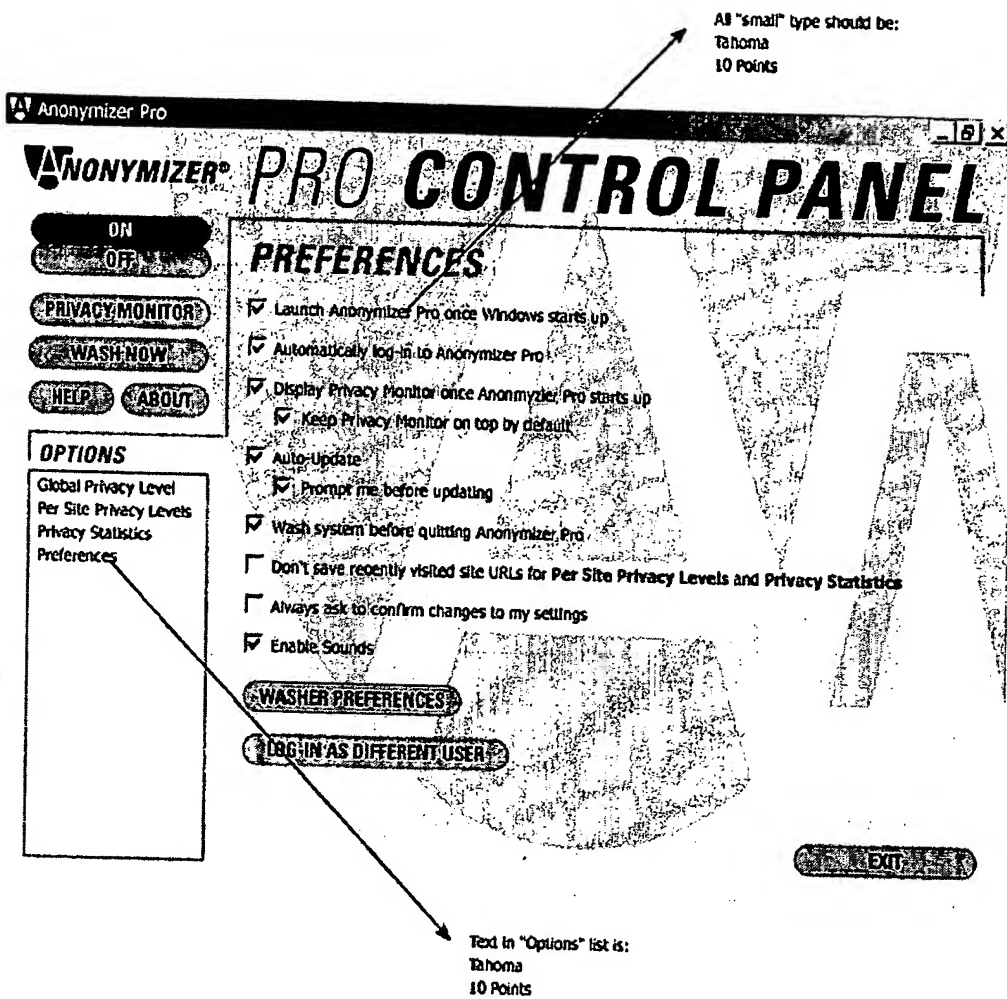 All "small" type should be:
Tahoma
10 Points
Anonymizer Pro
ANONYMIZER® PRO CONTROL PANEL
ON
OFF
PRIVACY MONITOR
WASH NOW
HELP ABOUT
OPTIONS
Global Privacy Level
Per Site Privacy Levels
Privacy Statistics
Preferences
PREFERENCES
Launch Anonymizer Pro once Windows starts up
Automatically log-in to Anonymizer Pro
Display Privacy Monitor once Anonmyzier Pro starts up
Keep Privacy Monitor on top by default
Auto-Update
Prompt me before updating
Wash system before quitting Anonymizer Pro
Don't save recently visited site URLs for Per Site Privacy Levels and Privacy Statistics
Always ask to confirm changes to my settings
Enable Sounds
WASHER PREFERENCES
LOG-IN AS DIFFERENT USER
EXIT
Text in "Options" list is:
Tahoma
10 Points